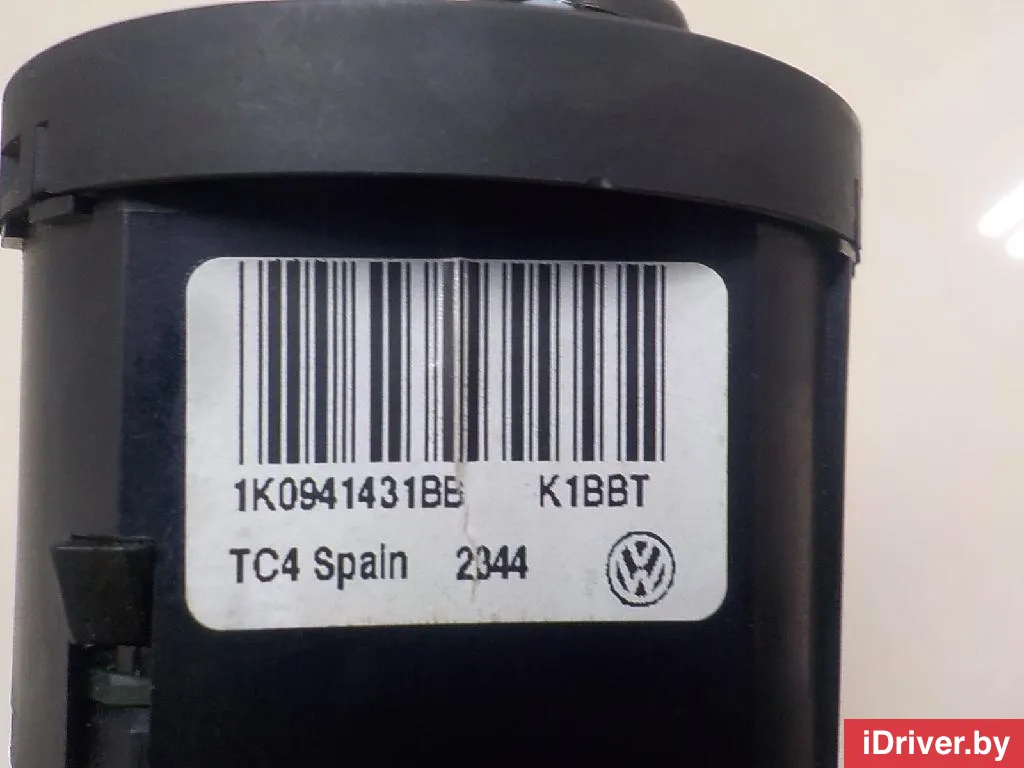 1K0941431BB K1BBT
TC4 Spain 2344
iDriver.by